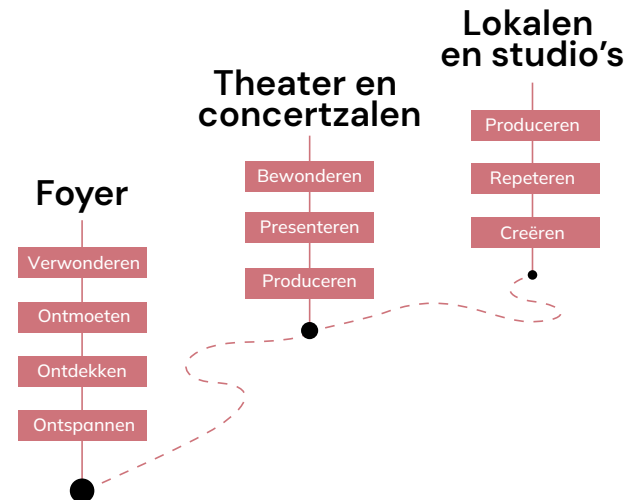 Foyer
Verwonderen
Ontmoeten
Ontdekken
Ontspannen
Theater en
concertzalen
Bewonderen
Presenteren
Produceren
Lokalen
en studio’s
Produceren
Repeteren
Creëren